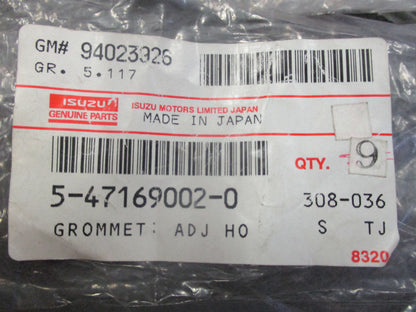 GM# 94023926
GR. 5.117
ISUZU
GENUINE PARTS
ISUZU MOTORS LIMITED JAPAN
MADE IN JAPAN
QTY. 9
5-47169002-0 308-036
GROMMET: ADJ HO S TJ
8320